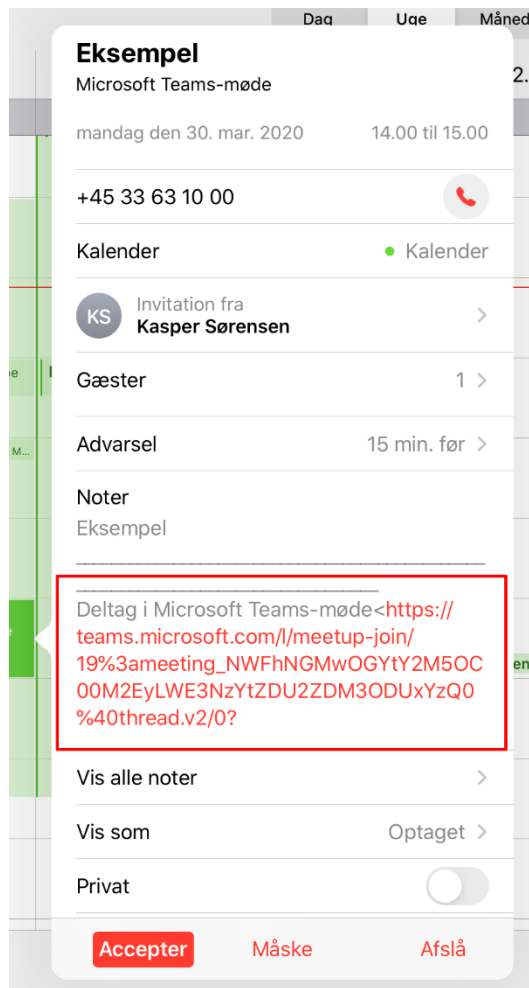 Dag Uge Måned
2.
Eksempel
Microsoft Teams-møde
mandag den 30. mar. 2020 14.00 til 15.00
+45 33 63 10 00
Kalender Kalender
KS
Invitation fra
Kasper Sørensen
Gæster 1
Advarsel 15 min. før
M...
Noter
Eksempel
Deltag i Microsoft Teams-møde<https://
teams.microsoft.com/l/meetup-join/
19%3ameeting_NWFhNGMwOGYtY2M5OC
00M2EyLWE3NzYtZDU2ZDM3ODUxYzQ0
%40thread.v2/0?
Vis alle noter
Vis som Optaget
Privat
Accepter Måske Afslå